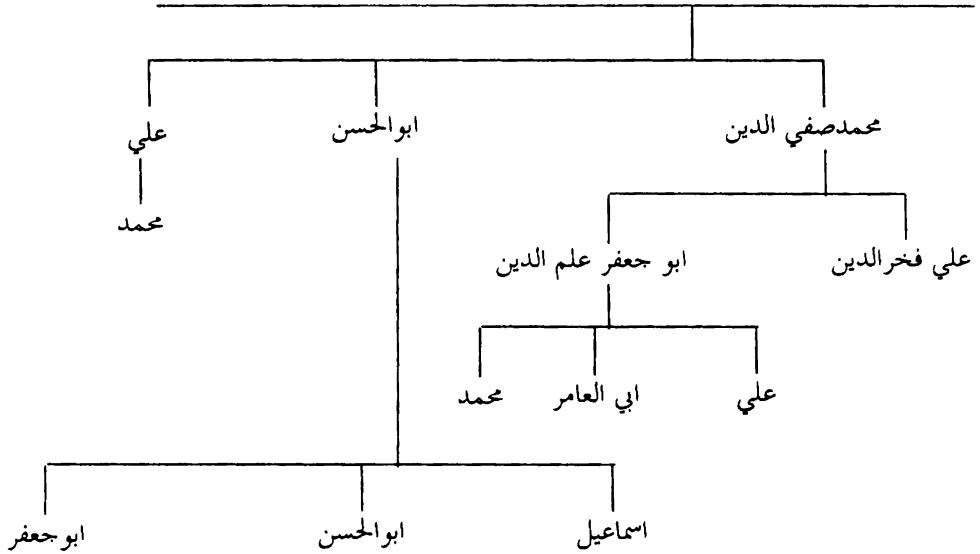 محمدصفي الدين ابوالحسن علي
محمد
علي فخرالدين ابو جعفر علم الدين
علي ابي العامر محمد
اسماعيل ابوالحسن ابوجعفر